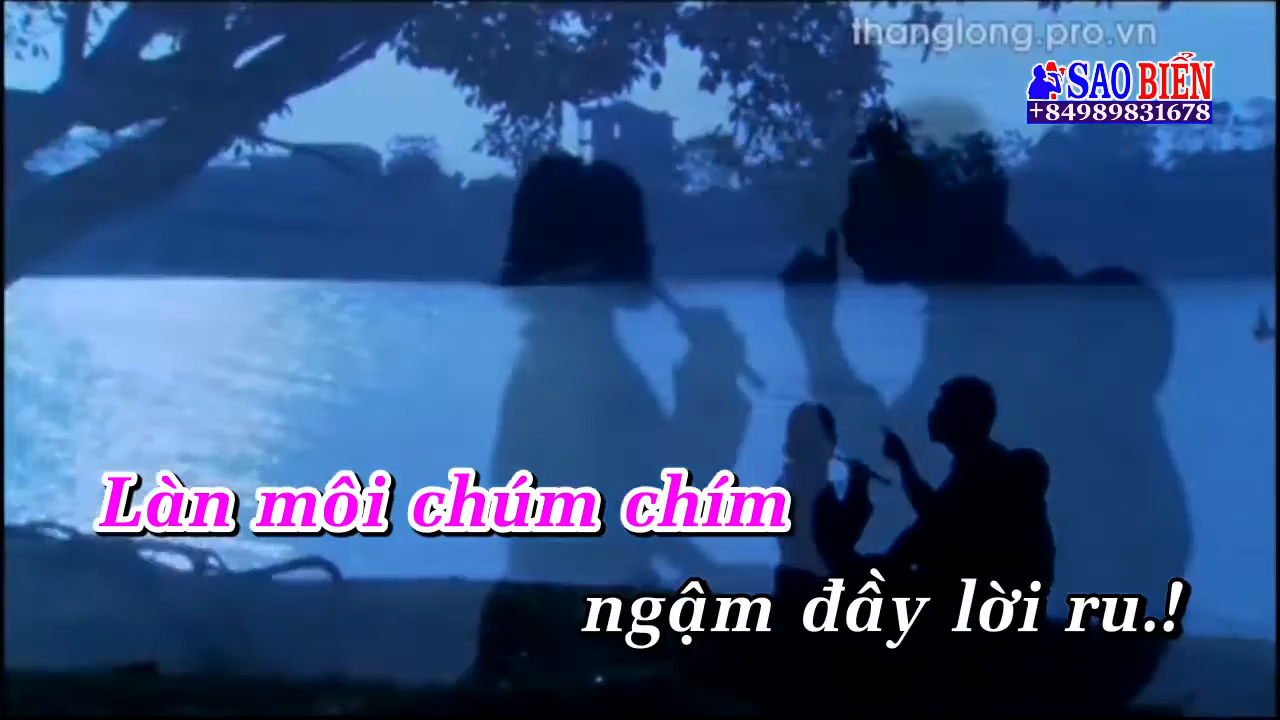 thanglong.pro.vn
SAO BIỂN
+84989831678
Làn môi chúm chím
ngậm đầy lời ru.!